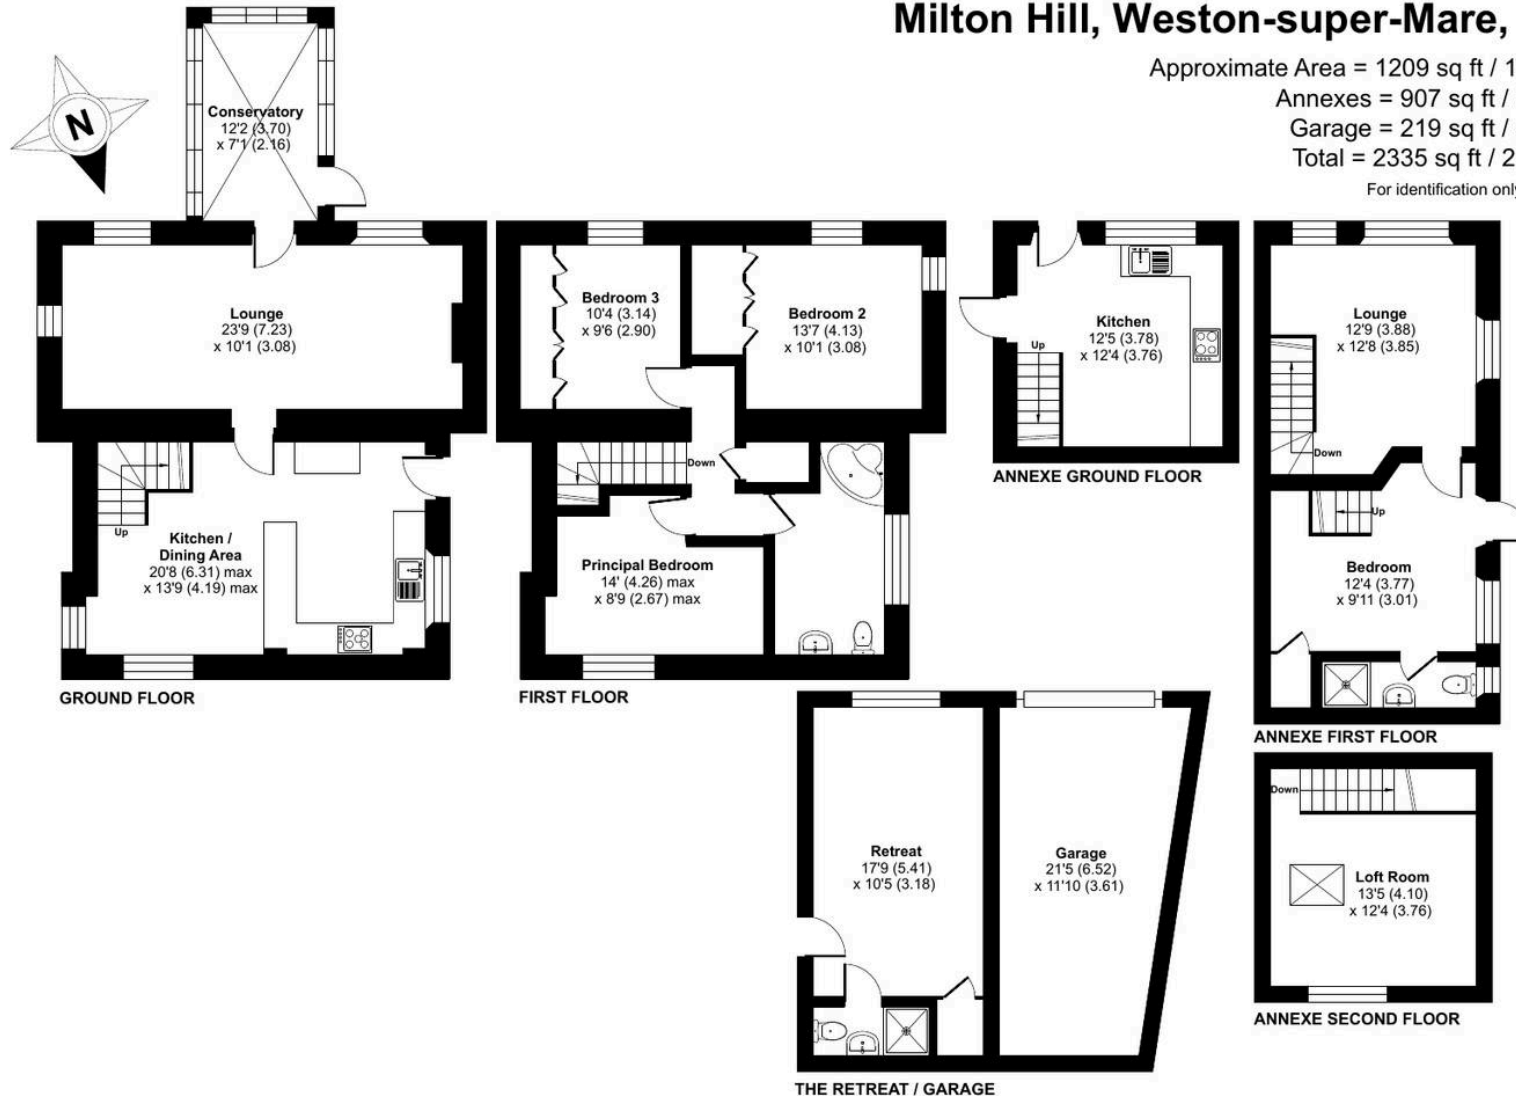 Milton Hill, Weston-super-Mare,
Approximate Area = 1209 sq ft / 1
Annexes = 907 sq ft /
Garage = 219 sq ft /
Total = 2335 sq ft / 2
For identification only
N
Conservatory
12'2 (3.70)
x 7'1 (2.16)
Lounge
23'9 (7.23)
x 10'1 (3.08)
Up
Kitchen /
Dining Area
20'8 (6.31) max
x 13'9 (4.19) max
GROUND FLOOR
Bedroom 3
10'4 (3.14)
x 9'6 (2.90)
Bedroom 2
13'7 (4.13)
x 10'1 (3.08)
Down
Principal Bedroom
14' (4.26) max
x 8'9 (2.67) max
FIRST FLOOR
Kitchen
12'5 (3.78)
x 12'4 (3.76)
Up
ANNEXE GROUND FLOOR
Lounge
12'9 (3.88)
x 12'8 (3.85)
Down
Up
Bedroom
12'4 (3.77)
x 9'11 (3.01)
ANNEXE FIRST FLOOR
Retreat
17'9 (5.41)
x 10'5 (3.18)
Garage
21'5 (6.52)
x 11'10 (3.61)
THE RETREAT / GARAGE
Down
Loft Room
13'5 (4.10)
x 12'4 (3.76)
ANNEXE SECOND FLOOR